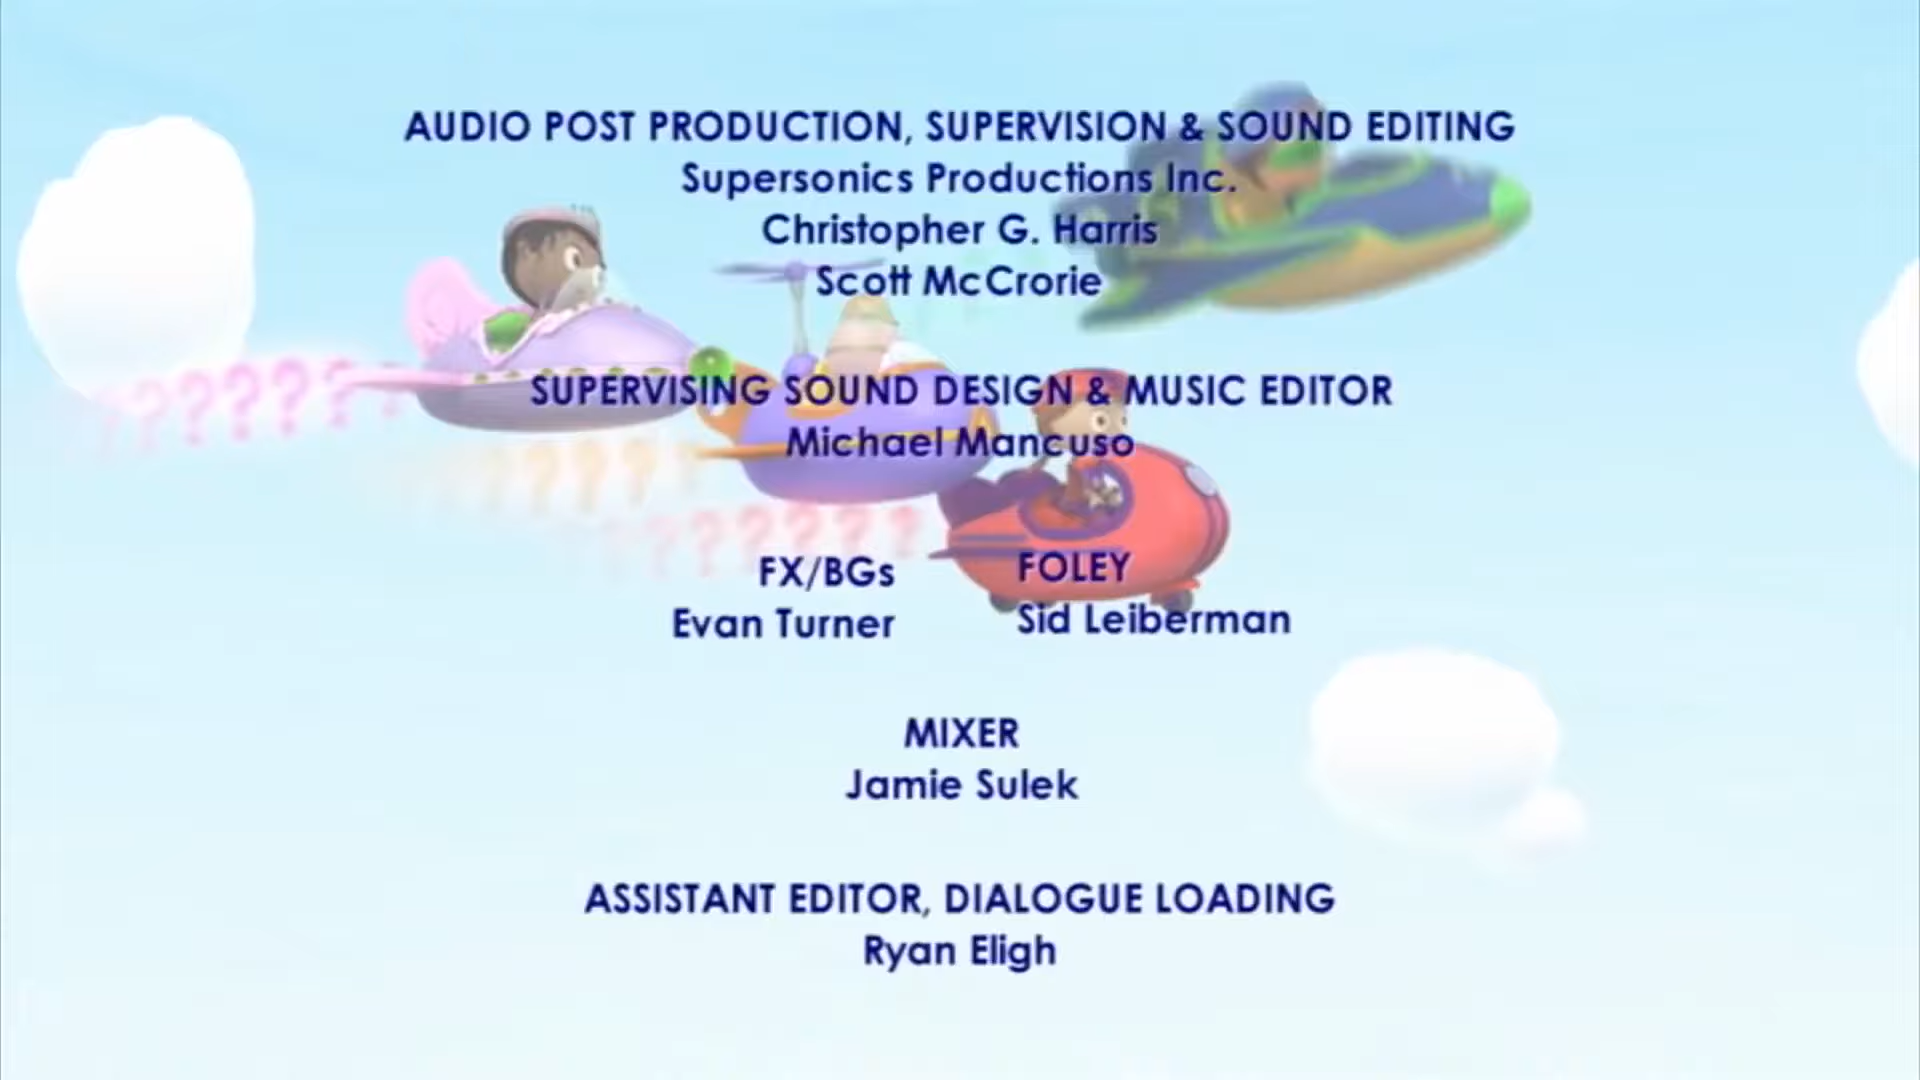 AUDIO POST PRODUCTION, SUPERVISION & SOUND EDITING
Supersonics Productions Inc.
Christopher G. Harris
Scott McCrorie
SUPERVISING SOUND DESIGN & MUSIC EDITOR
Michael Mancuso
FX/BGs
Evan Turner
FOLEY
Sid Leiberman
MIXER
Jamie Sulek
ASSISTANT EDITOR, DIALOGUE LOADING
Ryan Eligh